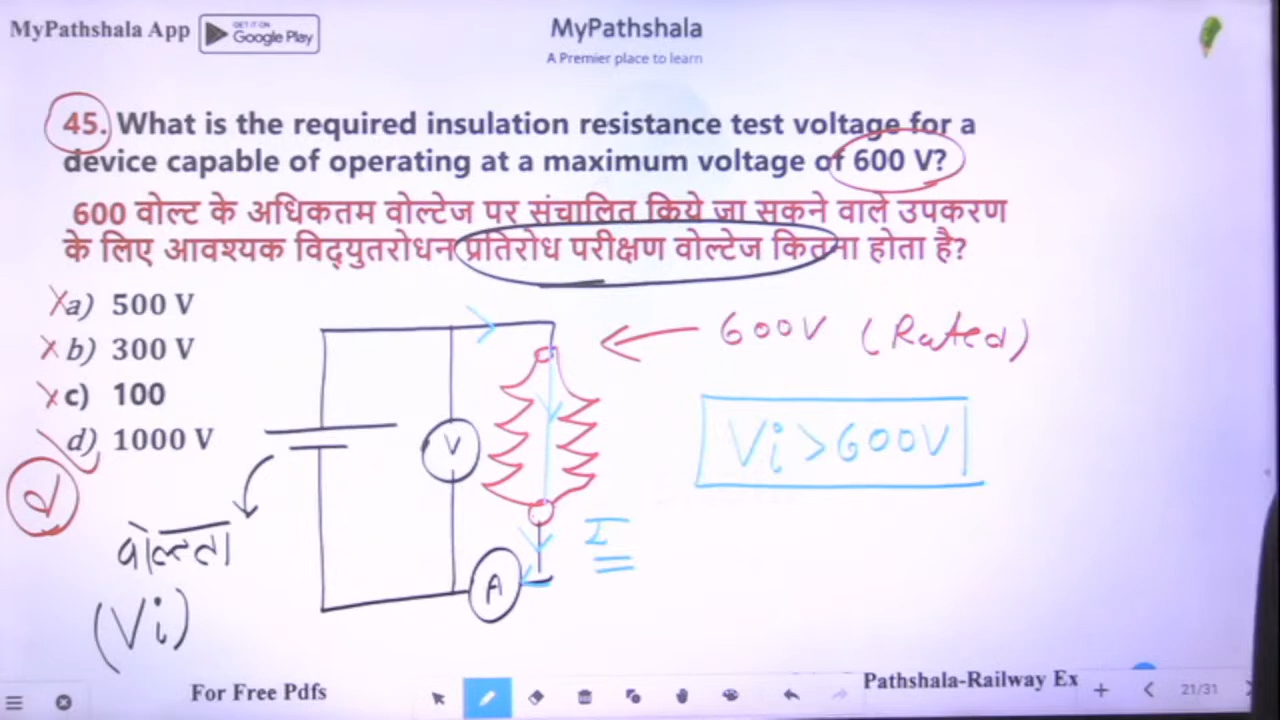 MyPathshala App
GET IT ON
Google Play
MyPathshala
A Premier place to learn
45. What is the required insulation resistance test voltage for a
device capable of operating at a maximum voltage of 600 V?
600 वोल्ट के अधिकतम वोल्टेज पर संचालित किये जा सकने वाले उपकरण
के लिए आवश्यक विद्युतरोधन प्रतिरोध परीक्षण वोल्टेज कितना होता है?
a) 500 V
b) 300 V
c) 100
d) 1000 V
600V (Rated)
V
Vi > 600V
I
A
वोल्टता
(Vi)
For Free Pdfs
Pathshala-Railway Ex
21/31